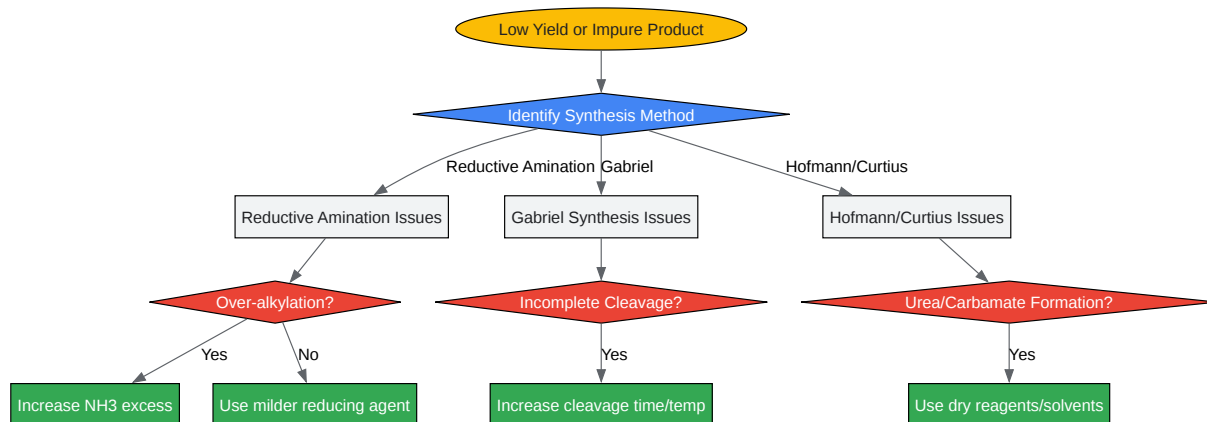 Low Yield or Impure Product
Identify Synthesis Method
Reductive Amination
Gabriel
Hofmann/Curtius
Reductive Amination Issues
Gabriel Synthesis Issues
Hofmann/Curtius Issues
Over-alkylation?
Incomplete Cleavage?
Urea/Carbamate Formation?
Yes
No
Yes
Yes
Increase NH3 excess
Use milder reducing agent
Increase cleavage time/temp
Use dry reagents/solvents